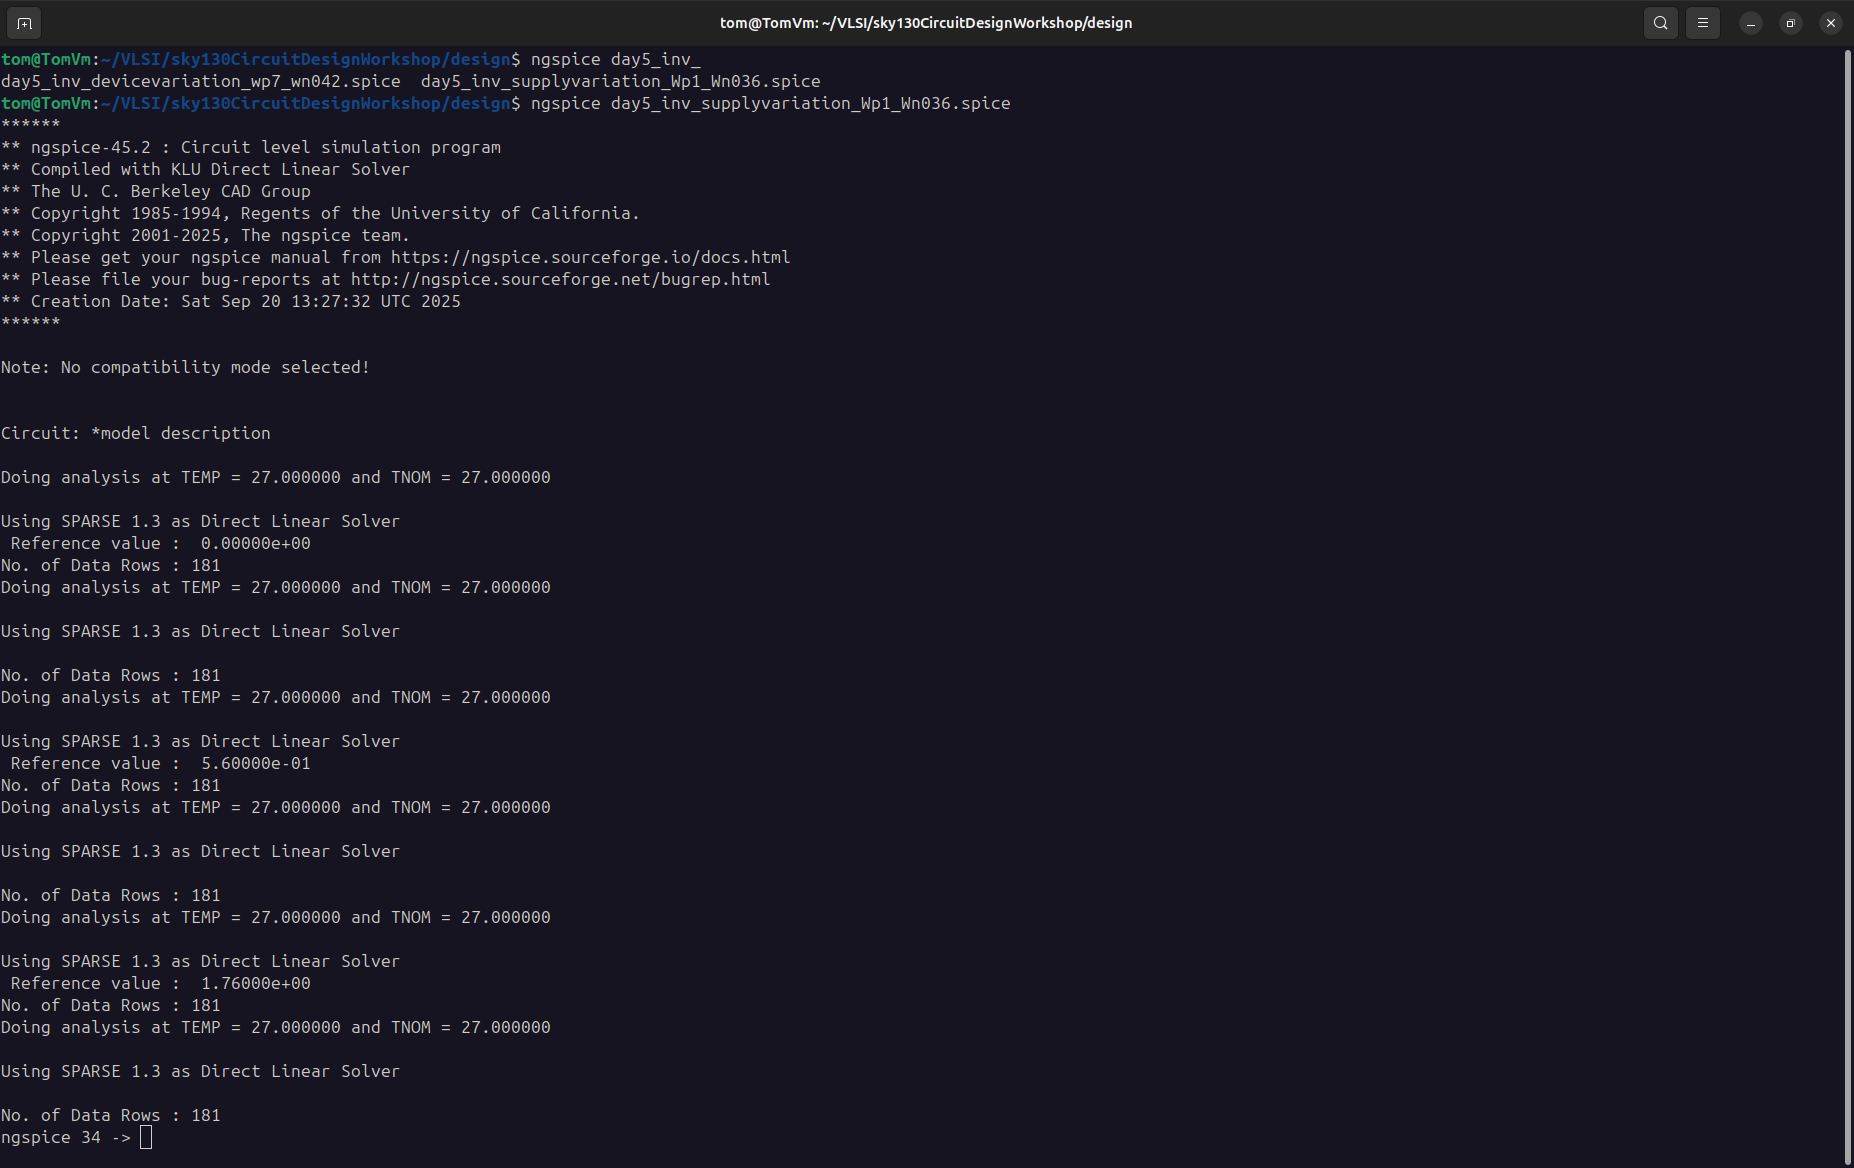 tom@TomVm: ~/VLSI/sky130CircuitDesignWorkshop/design
tom@TomVm:~/VLSI/sky130CircuitDesignWorkshop/design$ ngspice day5_inv_
day5_inv_devicevariation_wp7_wn042.spice  day5_inv_supplyvariation_Wp1_Wn036.spice
tom@TomVm:~/VLSI/sky130CircuitDesignWorkshop/design$ ngspice day5_inv_supplyvariation_Wp1_Wn036.spice
******
** ngspice-45.2 : Circuit level simulation program
** Compiled with KLU Direct Linear Solver
** The U. C. Berkeley CAD Group
** Copyright 1985-1994, Regents of the University of California.
** Copyright 2001-2025, The ngspice team.
** Please get your ngspice manual from https://ngspice.sourceforge.io/docs.html
** Please file your bug-reports at http://ngspice.sourceforge.net/bugrep.html
** Creation Date: Sat Sep 20 13:27:32 UTC 2025
******
Note: No compatibility mode selected!
Circuit: *model description
Doing analysis at TEMP = 27.000000 and TNOM = 27.000000
Using SPARSE 1.3 as Direct Linear Solver
Reference value :  0.00000e+00
No. of Data Rows : 181
Doing analysis at TEMP = 27.000000 and TNOM = 27.000000
Using SPARSE 1.3 as Direct Linear Solver
No. of Data Rows : 181
Doing analysis at TEMP = 27.000000 and TNOM = 27.000000
Using SPARSE 1.3 as Direct Linear Solver
Reference value :  5.60000e-01
No. of Data Rows : 181
Doing analysis at TEMP = 27.000000 and TNOM = 27.000000
Using SPARSE 1.3 as Direct Linear Solver
No. of Data Rows : 181
Doing analysis at TEMP = 27.000000 and TNOM = 27.000000
Using SPARSE 1.3 as Direct Linear Solver
Reference value :  1.76000e+00
No. of Data Rows : 181
Doing analysis at TEMP = 27.000000 and TNOM = 27.000000
Using SPARSE 1.3 as Direct Linear Solver
No. of Data Rows : 181
ngspice 34 ->